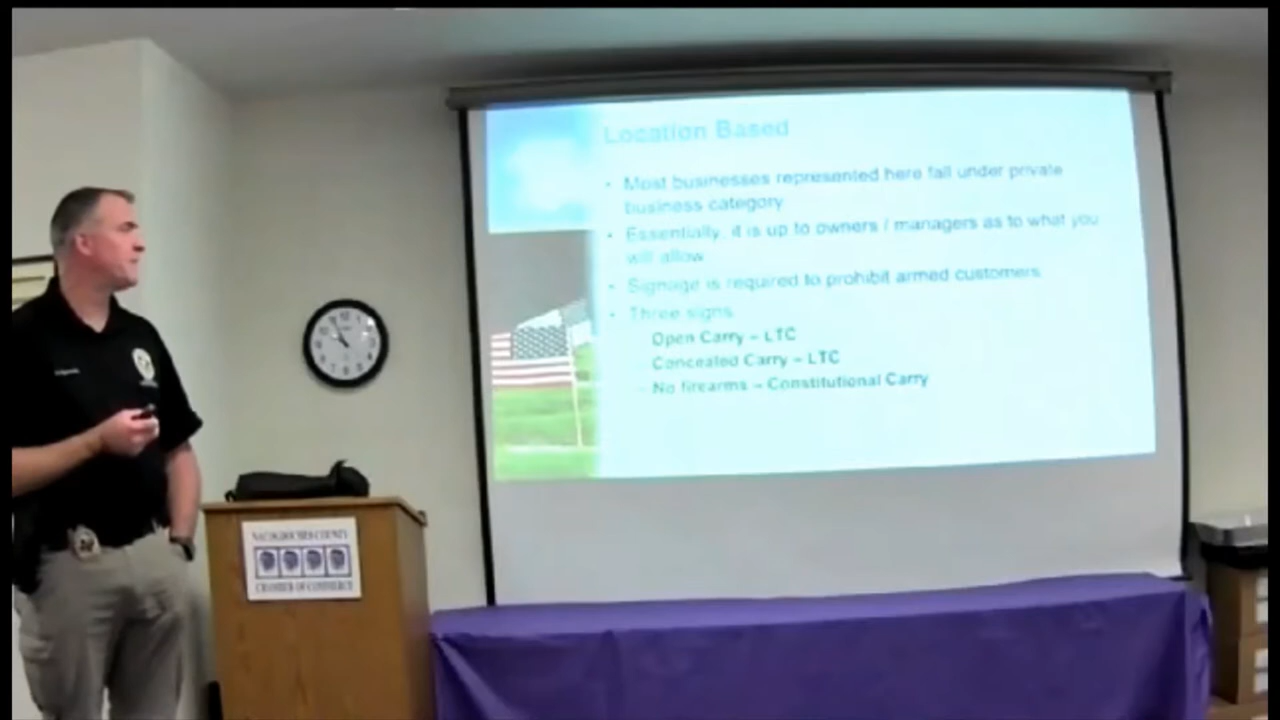 Location Based
• Most businesses represented here fall under private
business category
• Essentially, it is up to owners / managers as to what you
will allow
• Signage is required to prohibit armed customers
• Three signs
Open Carry – LTC
Concealed Carry – LTC
No firearms – Constitutional Carry
NACOGDOCHES COUNTY
CHAMBER OF COMMERCE